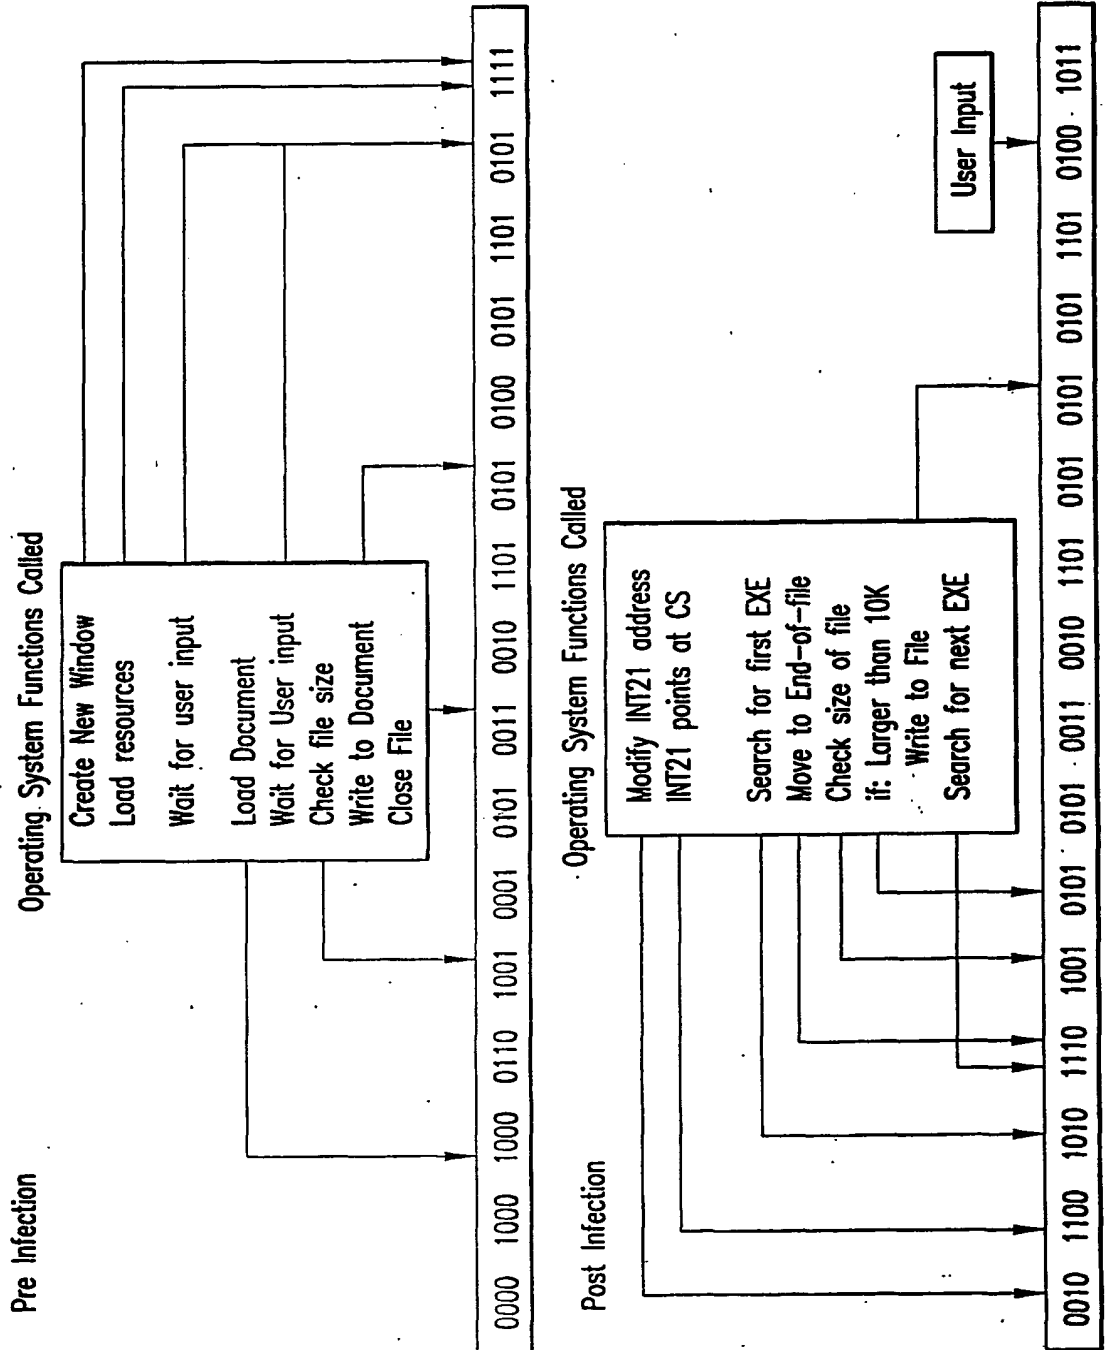 Pre Infection
Operating System Functions Called
Create New Window
Load resources
Wait for user input
Load Document
Wait for User input
Check file size
Write to Document
Close File
0000 1000 1000 0110 1001 0001 0101 0011 0010 1101 0101 0100 0101 1101 0101 1111
Post Infection
Operating System Functions Called
Modify INT21 address
INT21 points at CS
Search for first EXE
Move to End-of-file
Check size of file
if: Larger than 10K
Write to File
Search for next EXE
User Input
0010 1100 1010 1110 1001 0101 0101 0011 0010 1101 0101 0101 0101 1101 0100 1011